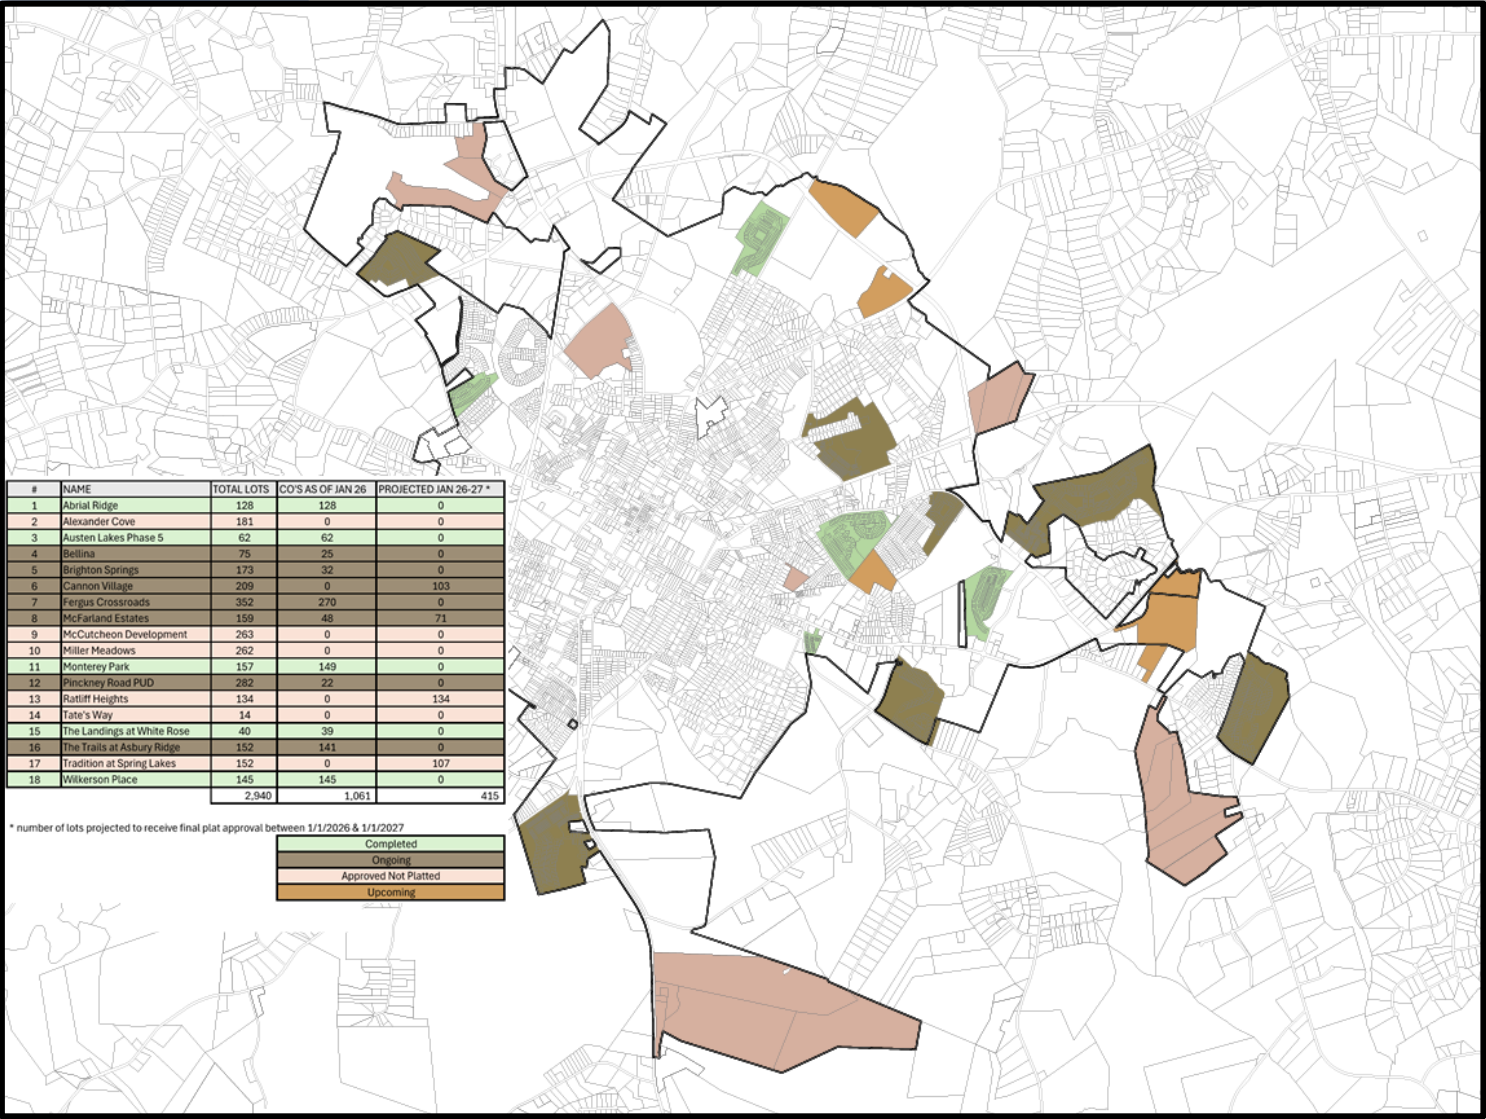 # NAME TOTAL LOTS CO'S AS OF JAN 26 PROJECTED JAN 26-27 *
1 Abrial Ridge 128 128 0
2 Alexander Cove 181 0 0
3 Austen Lakes Phase 5 62 62 0
4 Bellina 75 25 0
5 Brighton Springs 173 32 0
6 Cannon Village 209 0 103
7 Fergus Crossroads 352 270 0
8 McFarland Estates 159 48 71
9 McCutcheon Development 263 0 0
10 Miller Meadows 262 0 0
11 Monterey Park 157 149 0
12 Pinckney Road PUD 282 22 0
13 Ratliff Heights 134 0 134
14 Tate's Way 14 0 0
15 The Landings at White Rose 40 39 0
16 The Trails at Asbury Ridge 152 141 0
17 Tradition at Spring Lakes 152 0 107
18 Wilkerson Place 145 145 0
2,940 1,061 415
* number of lots projected to receive final plat approval between 1/1/2026 & 1/1/2027
Completed
Ongoing
Approved Not Platted
Upcoming